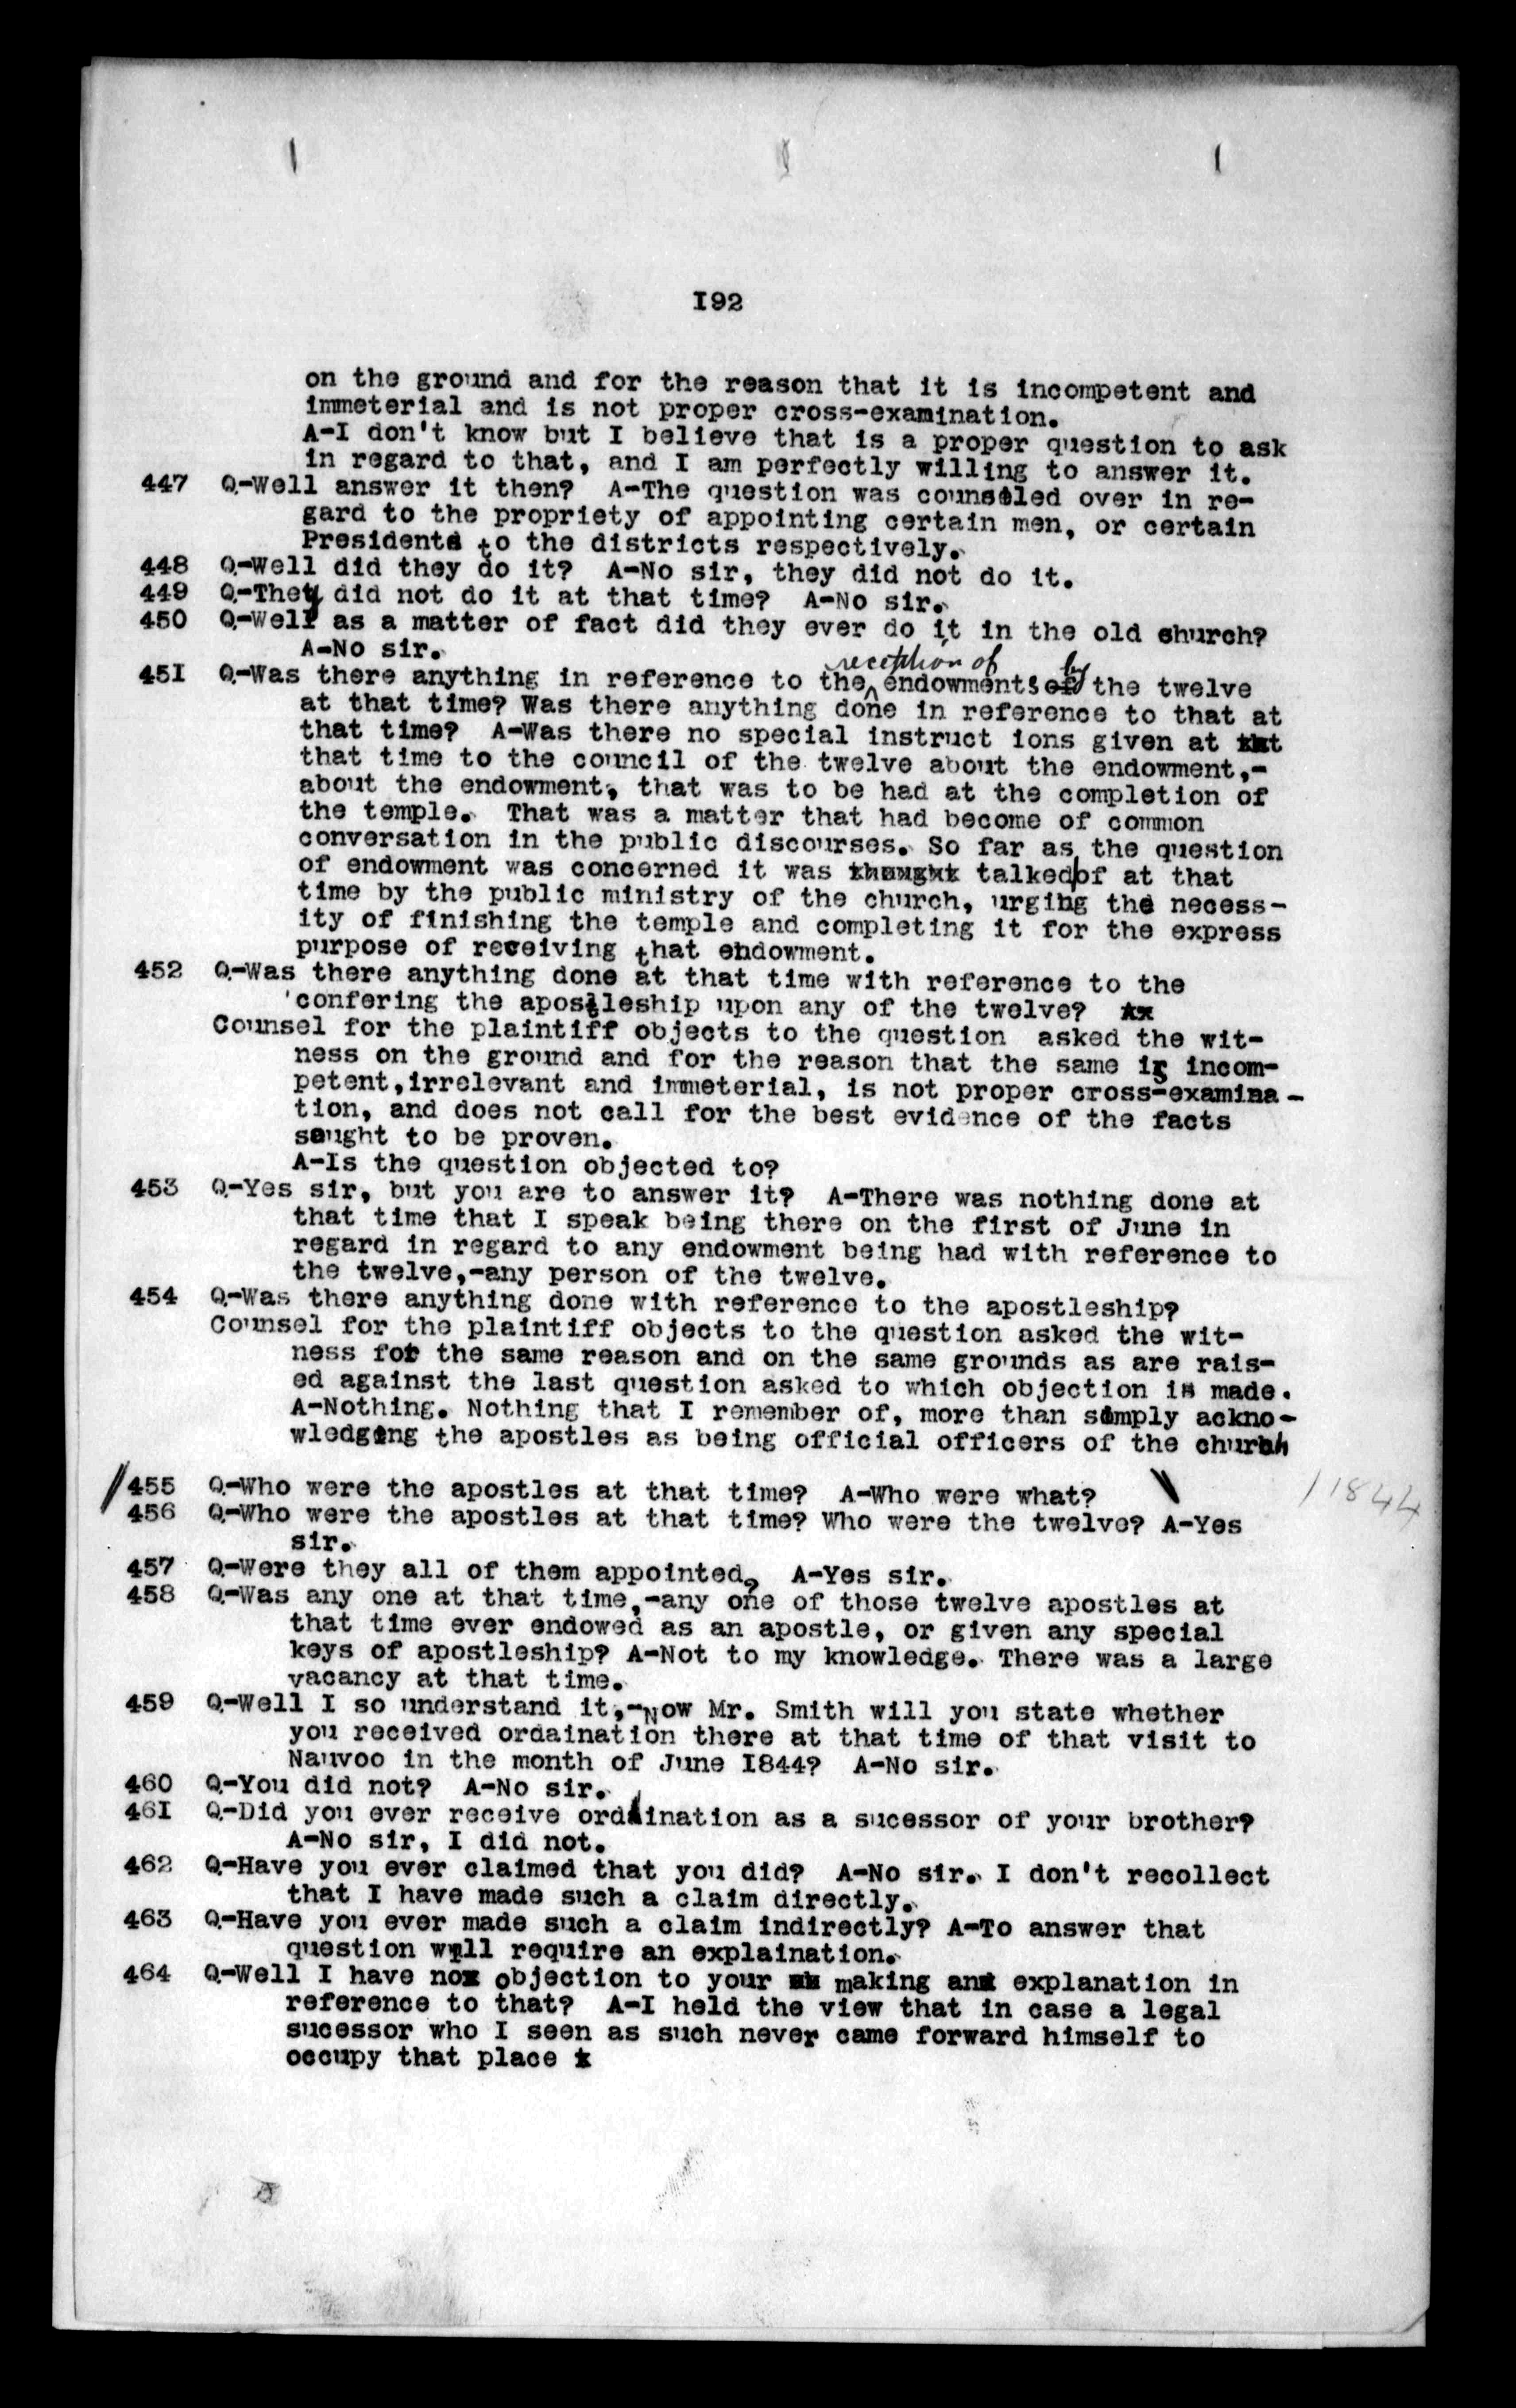 192
on the ground and for the reason that it is incompetent and
immeterial and is not proper cross-examination.
A-I don't know but I believe that is a proper question to ask
in regard to that, and I am perfectly willing to answer it.
447 Q-Well answer it then? A-The question was counseled over in re-
gard to the propriety of appointing certain men, or certain
Presidents to the districts respectively.
448 Q-Well did they do it? A-No sir, they did not do it.
449 Q-They did not do it at that time? A-No sir.
450 Q-Well as a matter of fact did they ever do it in the old church?
A-No sir.
reception of by
451 Q-Was there anything in reference to the ^ endowments of the twelve
at that time? Was there anything done in reference to that at
that time? A-Was there no special instruct ions given at tht
that time to the council of the twelve about the endowment,-
about the endowment, that was to be had at the completion of
the temple. That was a matter that had become of common
conversation in the public discourses. So far as the question
of endowment was concerned it was thought talked of at that
time by the public ministry of the church, urging the necess-
ity of finishing the temple and completing it for the express
purpose of receiving that endowment.
452 Q-Was there anything done at that time with reference to the
confering the apostleship upon any of the twelve? xx
Counsel for the plaintiff objects to the question asked the wit-
ness on the ground and for the reason that the same is incom-
petent,irrelevant and immeterial, is not proper cross-examina-
tion, and does not call for the best evidence of the facts
sought to be proven.
A-Is the question objected to?
453 Q-Yes sir, but you are to answer it? A-There was nothing done at
that time that I speak being there on the first of June in
regard in regard to any endowment being had with reference to
the twelve,-any person of the twelve.
454 Q-Was there anything done with reference to the apostleship?
Counsel for the plaintiff objects to the question asked the wit-
ness for the same reason and on the same grounds as are rais-
ed against the last question asked to which objection is made.
A-Nothing. Nothing that I remember of, more than simply ackno-
wledging the apostles as being official officers of the church
455 Q-Who were the apostles at that time? A-Who were what?
1844
456 Q-Who were the apostles at that time? Who were the twelve? A-Yes
sir.
457 Q-Were they all of them appointed? A-Yes sir.
458 Q-Was any one at that time,-any one of those twelve apostles at
that time ever endowed as an apostle, or given any special
keys of apostleship? A-Not to my knowledge. There was a large
vacancy at that time.
459 Q-Well I so understand it,-Now Mr. Smith will you state whether
you received ordaination there at that time of that visit to
Nauvoo in the month of June 1844? A-No sir.
460 Q-You did not? A-No sir.
461 Q-Did you ever receive ordaination as a sucessor of your brother?
A-No sir, I did not.
462 Q-Have you ever claimed that you did? A-No sir. I don't recollect
that I have made such a claim directly.
463 Q-Have you ever made such a claim indirectly? A-To answer that
question will require an explaination.
464 Q-Well I have nox objection to your making anx explanation in
reference to that? A-I held the view that in case a legal
sucessor who I seen as such never came forward himself to
occupy that place x